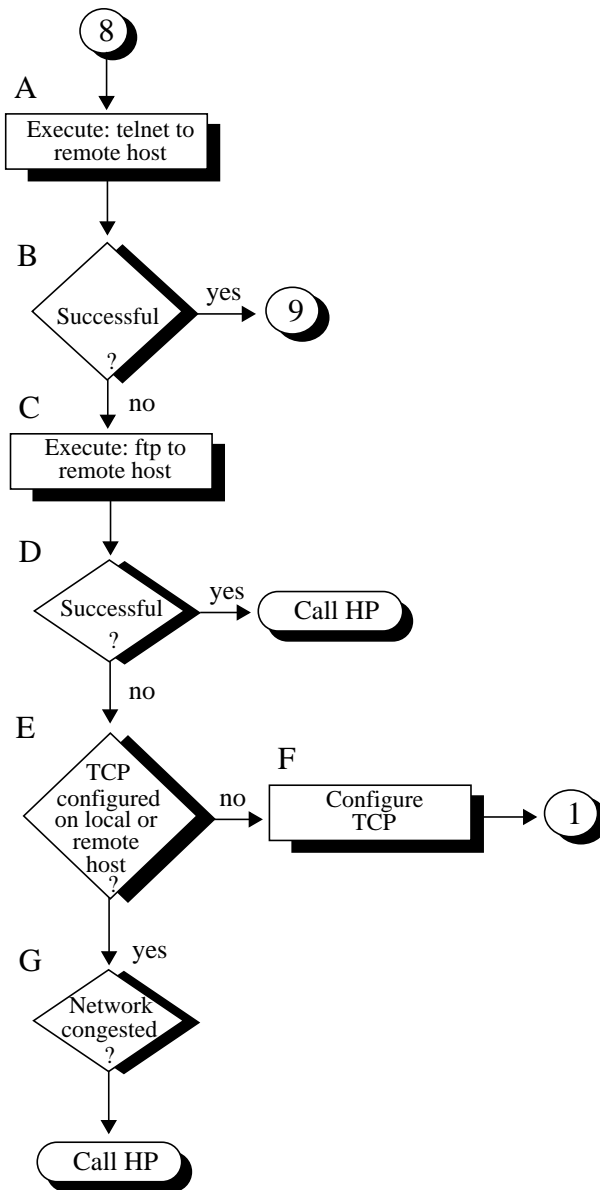 8
A
Execute: telnet to
remote host
B
Successful
?
yes
9
no
C
Execute: ftp to
remote host
D
Successful
?
yes
Call HP
no
E
TCP
configured
on local or
remote
host
?
no
F
Configure
TCP
1
yes
G
Network
congested
?
Call HP